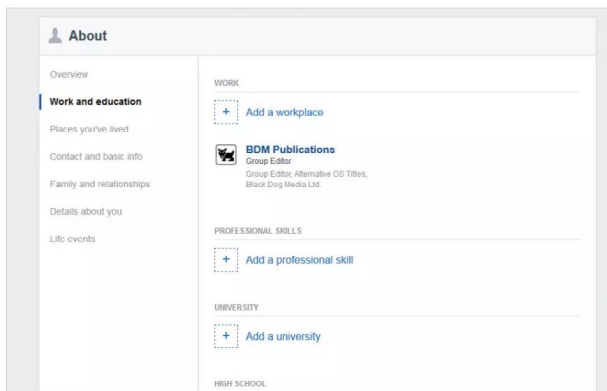 About
Overview
Work and education
Places you've lived
Contact and basic info
Family and relationships
Details about you
Life events
WORK
+ Add a workplace
BDM Publications
Group Editor
Group Editor, Alternative OS Titles,
Black Dog Media Ltd.
PROFESSIONAL SKILLS
+ Add a professional skill
UNIVERSITY
+ Add a university
HIGH SCHOOL